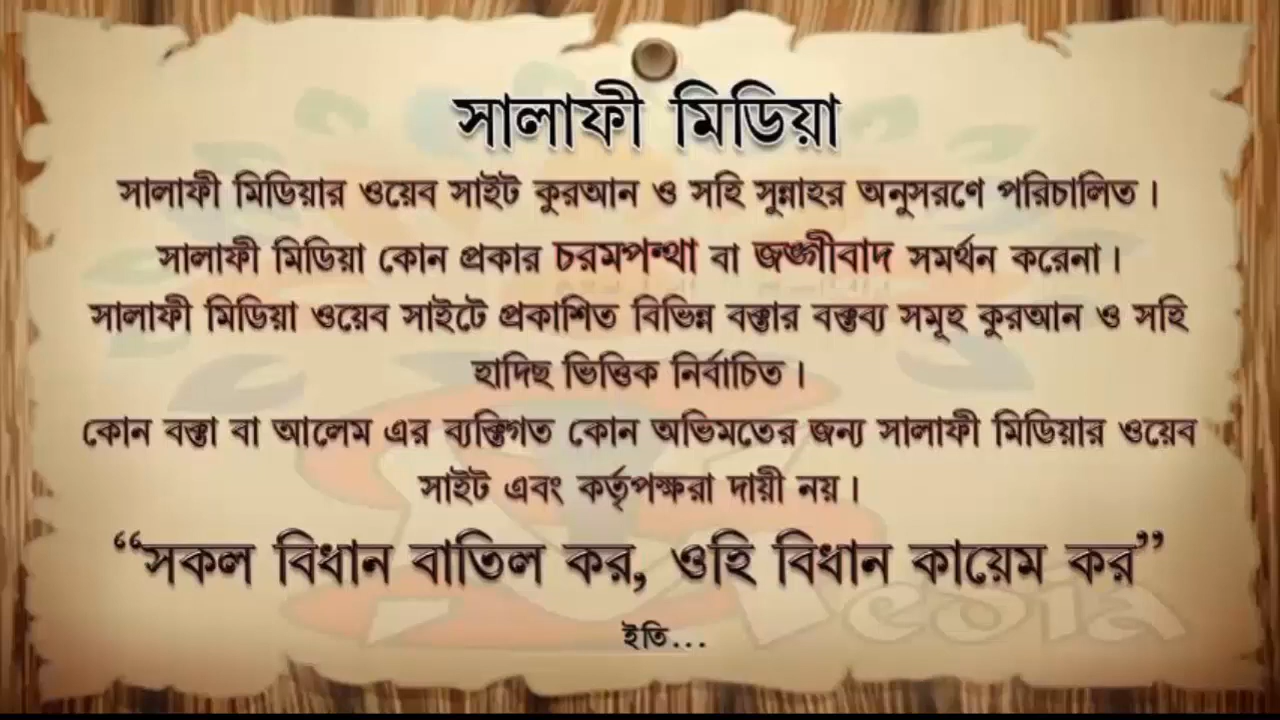 সালাফী মিডিয়া
সালাফী মিডিয়ার ওয়েব সাইট কুরআন ও সহি সুন্নাহর অনুসরণে পরিচালিত।
সালাফী মিডিয়া কোন প্রকার চরমপন্থা বা জঙ্গীবাদ সমর্থন করেনা।
সালাফী মিডিয়া ওয়েব সাইটে প্রকাশিত বিভিন্ন বক্তার বক্তব্য সমূহ কুরআন ও সহি
হাদিছ ভিত্তিক নির্বাচিত।
কোন বক্তা বা আলেম এর ব্যক্তিগত কোন অভিমতের জন্য সালাফী মিডিয়ার ওয়েব
সাইট এবং কর্তৃপক্ষরা দায়ী নয়।
“সকল বিধান বাতিল কর, ওহি বিধান কায়েম কর”
ইতি...